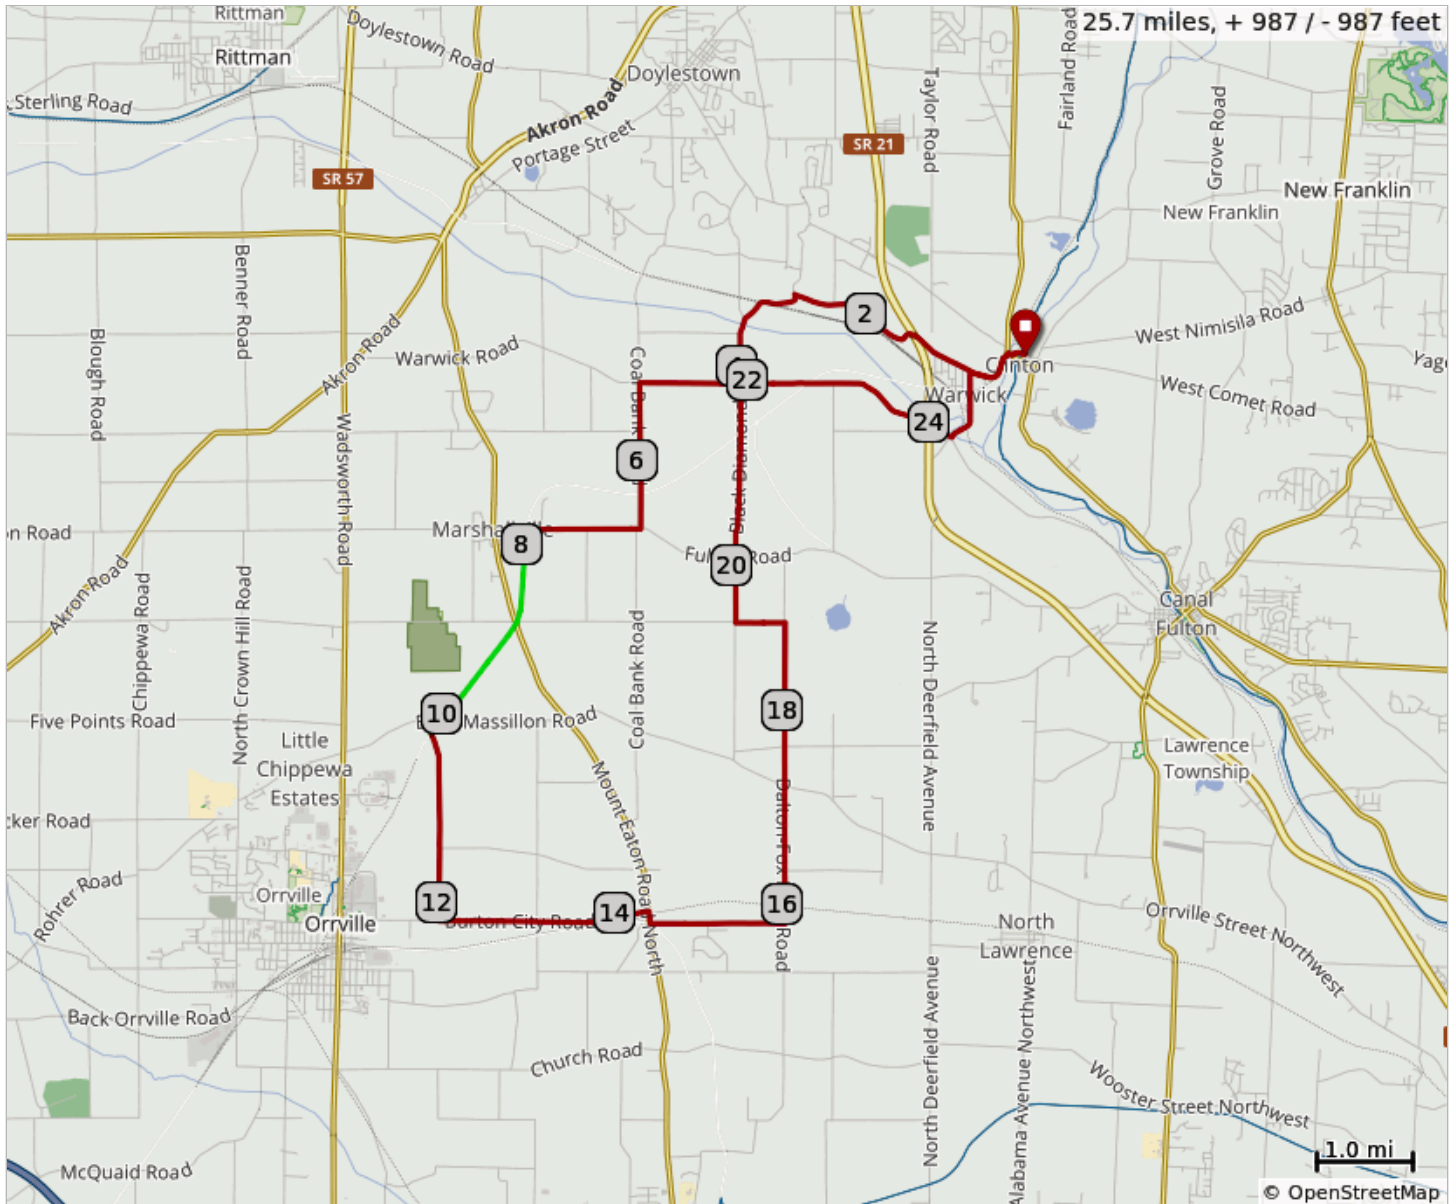 Rittman
25.7 miles, + 987 / - 987 feet
Doylestown Road
Fairland Road
Rittman
Doylestown
Taylor Road
Sterling Road
Akron Road
Grove Road
Portage Street
SR 21
SR 57
New Franklin
New Franklin
Benner Road
2
West Nimisila Road
Blough Road
Akron Road
Warwick Road
Clinton
22
West Comet Road
Warwick
24
Wadsworth Road
6
Marshallville
8
20
Road
Akron Road
Chippewa Road
North Crown Hill Road
Canal
Fulton
Coal Bank Road
North Deerfield Avenue
10
Massillon Road
18
Five Points Road
Little
Chippewa
Estates
Lawrence
Township
Mount Eaton Road North
Dalton Fox
Road
Rohrer Road
Orrville
12
14
16
Orrville
Burton City Road
North
Lawrence
Orrville Street Northwest
North Deerfield Avenue
Alabama Avenue Northwest
Back Orrville Road
Church Road
Wooster Street Northwest
McQuaid Road
1.0 mi
© OpenStreetMap